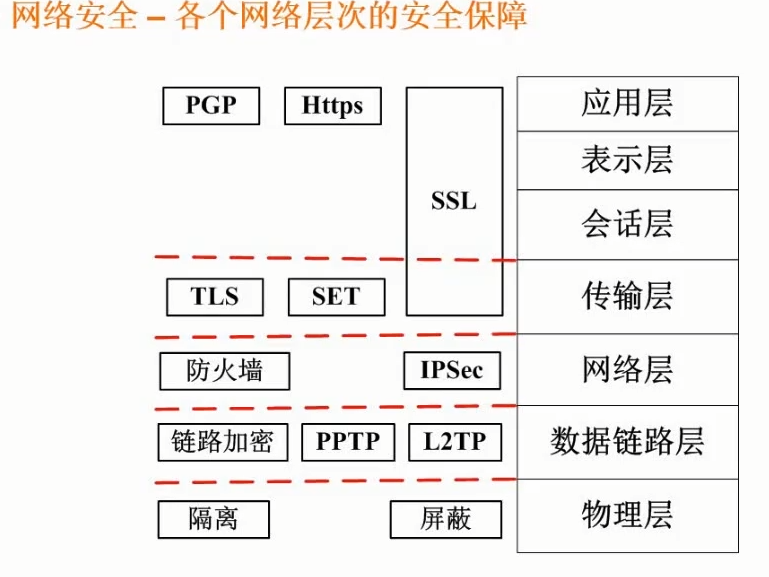 网络安全 – 各个网络层次的安全保障
PGP Https 应用层
表示层
SSL
会话层
TLS SET 传输层
防火墙 IPSec 网络层
链路加密 PPTP L2TP 数据链路层
隔离 屏蔽 物理层